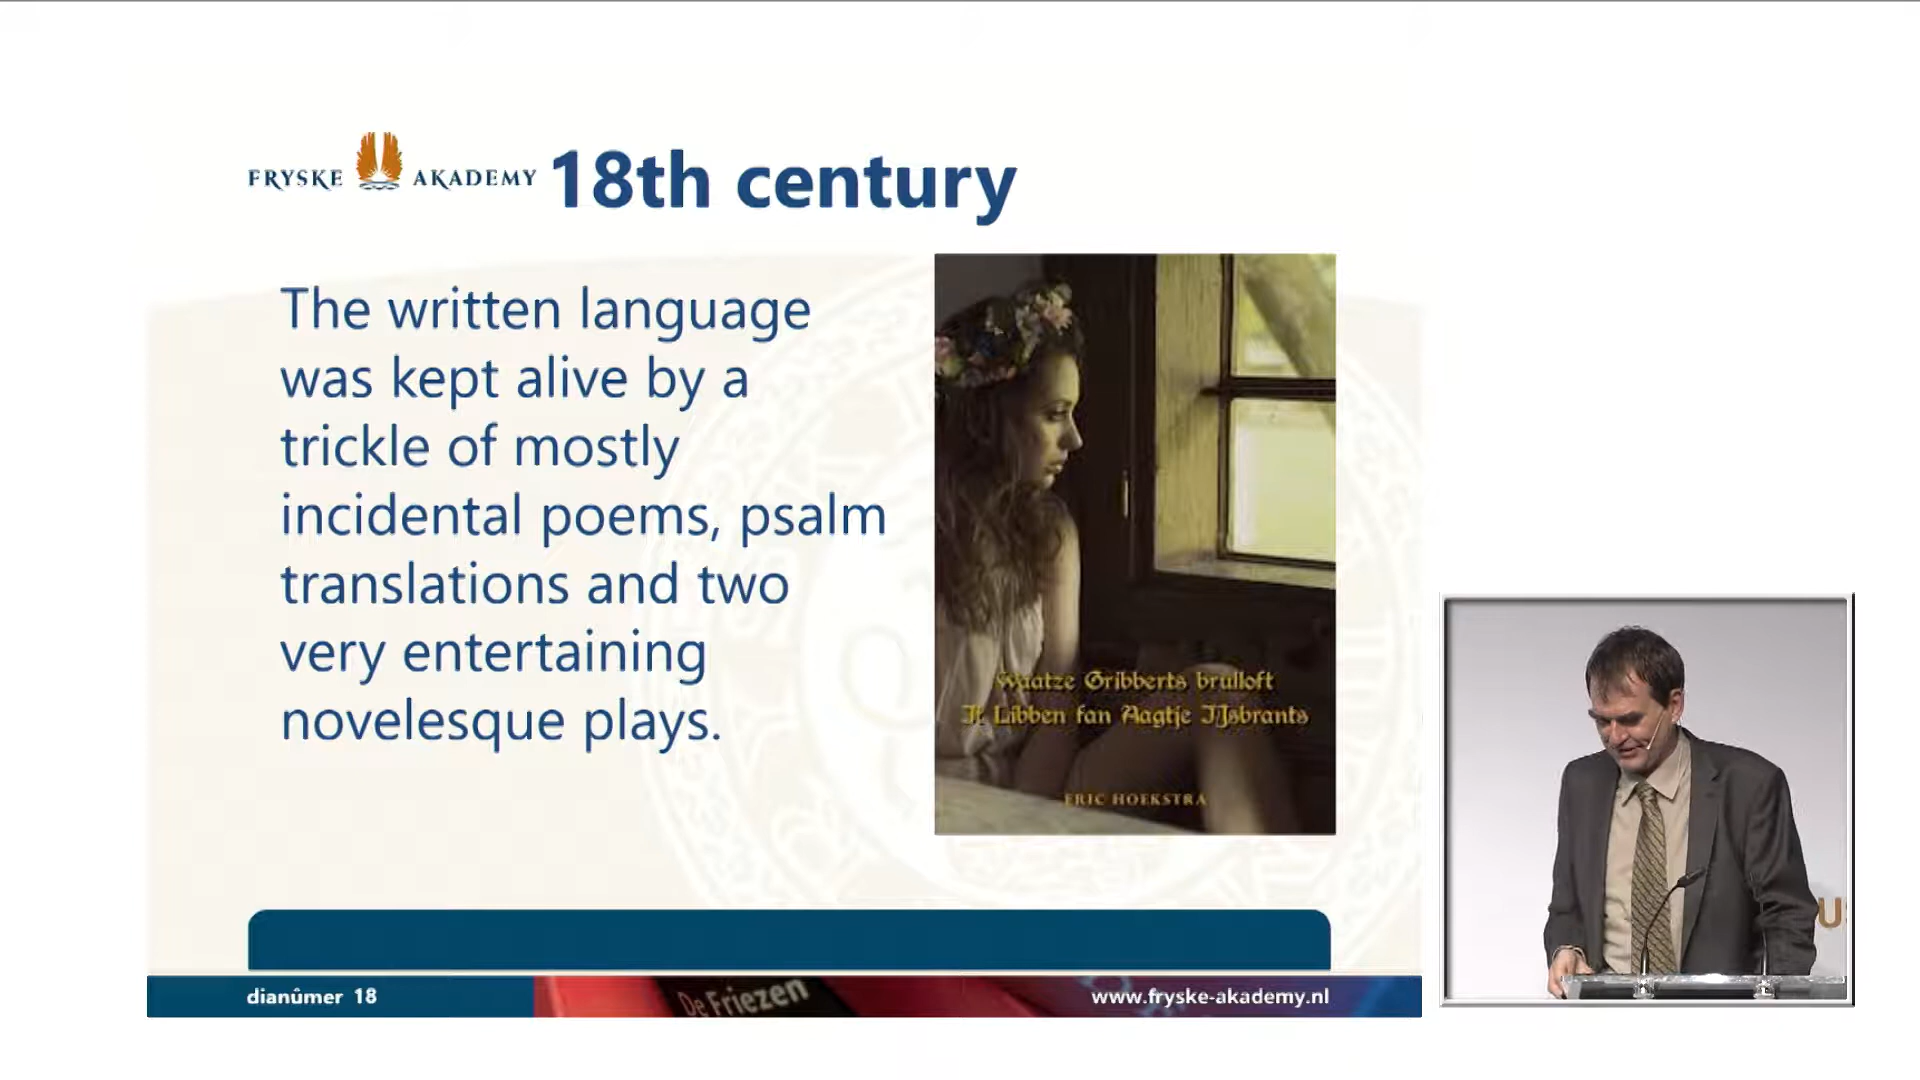 FRYSKE AKADEMY
18th century
The written language
was kept alive by a
trickle of mostly
incidental poems, psalm
translations and two
very entertaining
novelesque plays.
Waatze Gribberts brulloft
It Libben fan Aagtje IJsbrants
ERIC HOEKSTRA
dianûmer 18
De Friezen
www.fryske-akademy.nl
U